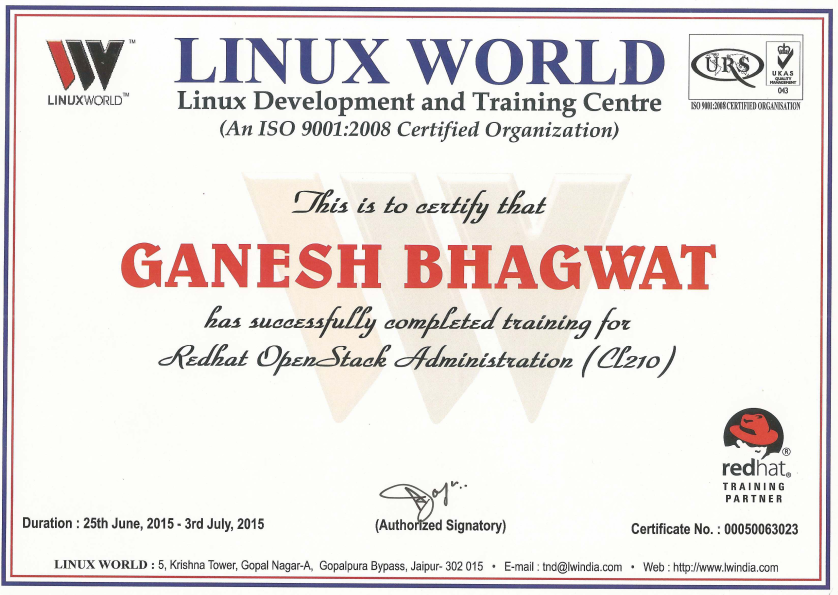 LINUXWORLD™
LINUX WORLD
Linux Development and Training Centre
(An ISO 9001:2008 Certified Organization)
URS
UKAS
QUALITY
MANAGEMENT
043
ISO 9001:2008 CERTIFIED ORGANISATION
This is to certify that
GANESH BHAGWAT
has successfully completed training for
Redhat OpenStack Administration (CL210)
redhat®
TRAINING
PARTNER
Duration : 25th June, 2015 - 3rd July, 2015
(Authorized Signatory)
Certificate No. : 00050063023
LINUX WORLD : 5, Krishna Tower, Gopal Nagar-A, Gopalpura Bypass, Jaipur- 302 015 • E-mail : tnd@lwindia.com • Web : http://www.lwindia.com